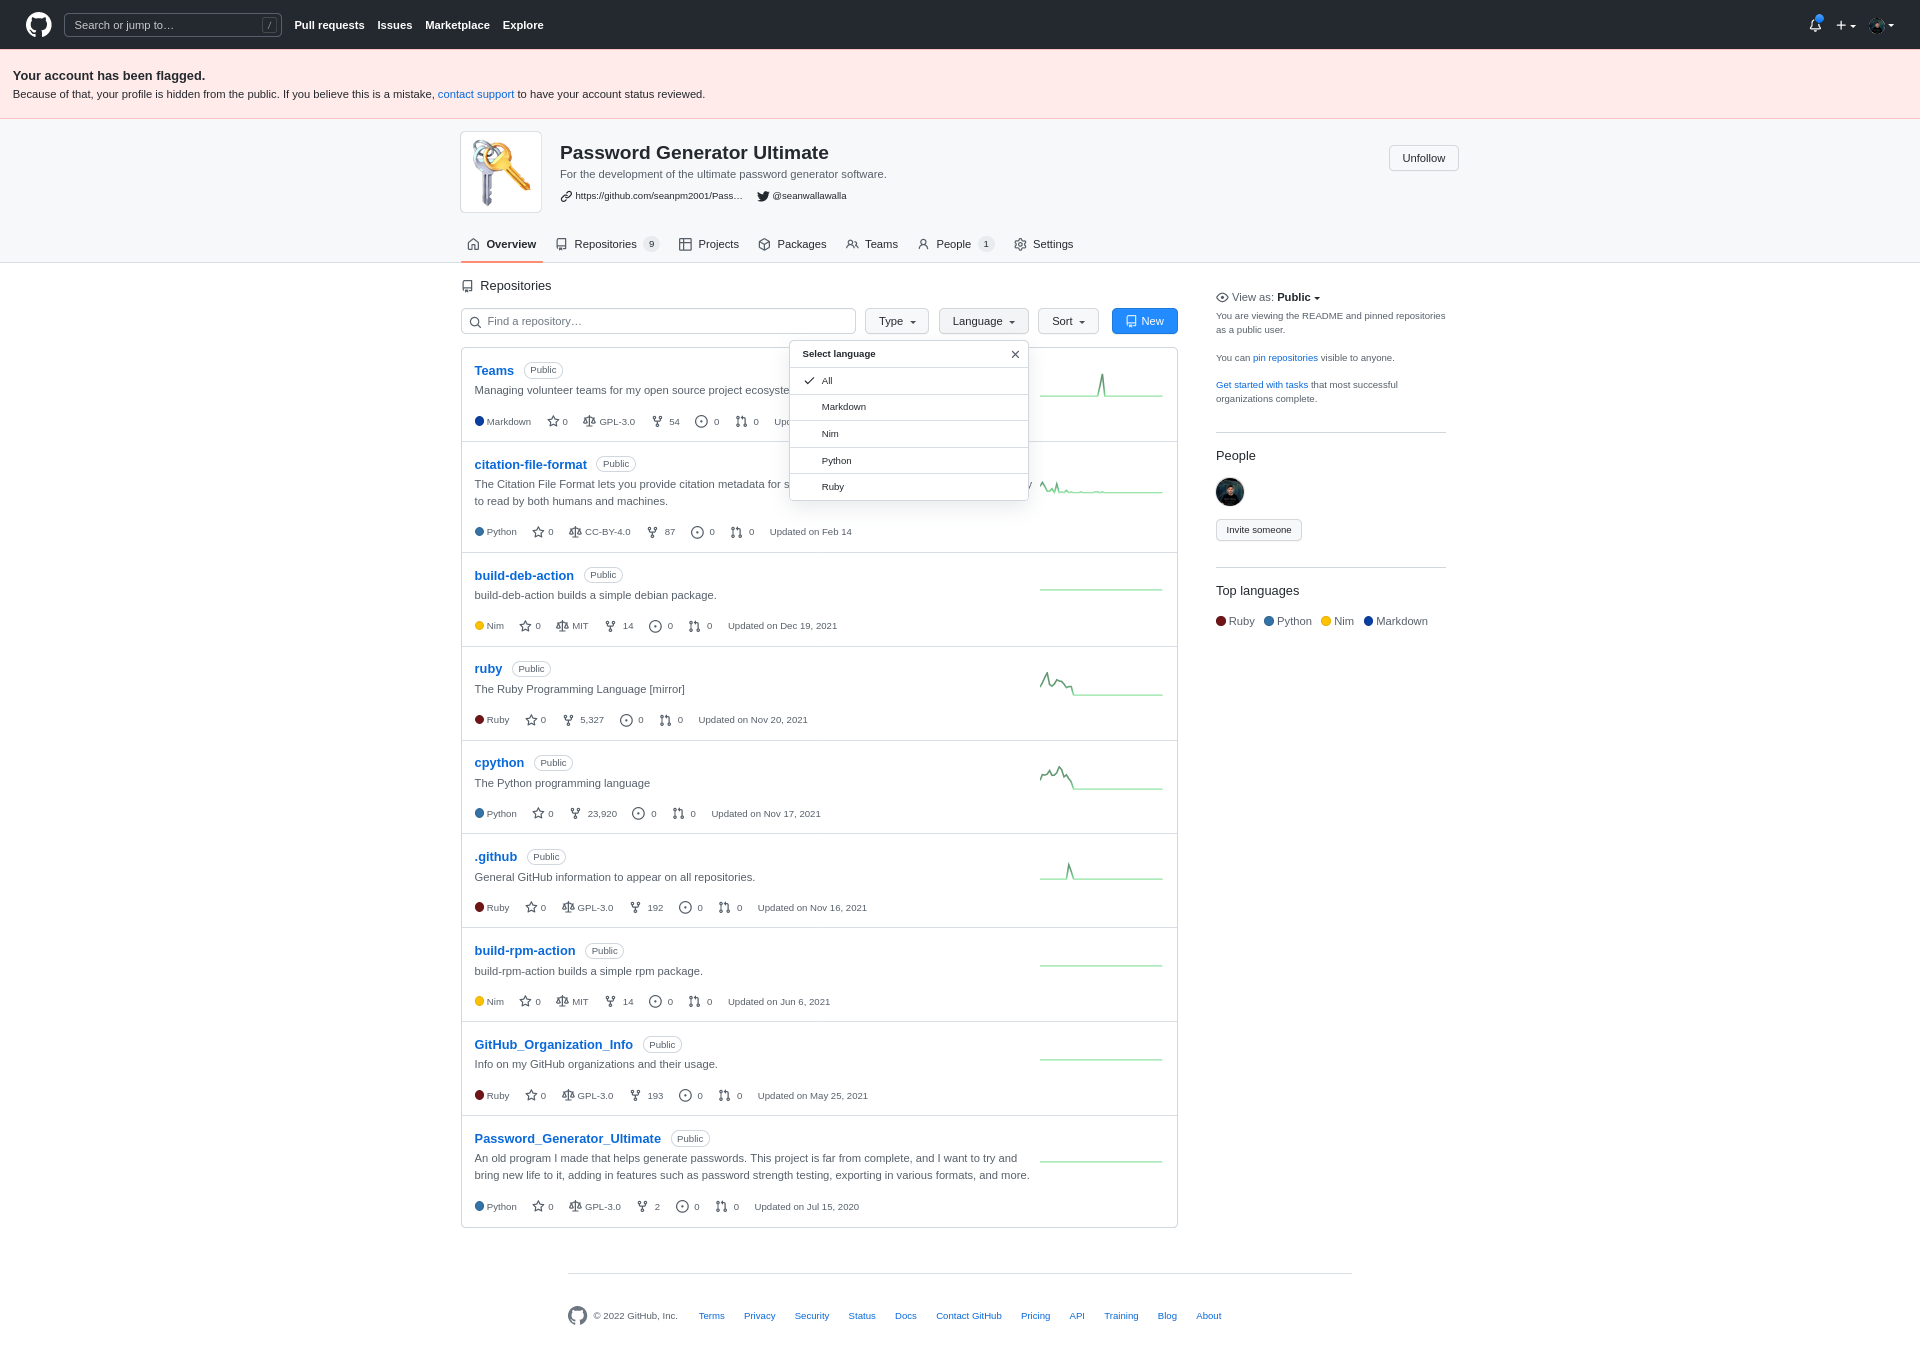 Search or jump to…
/
Pull requests
Issues
Marketplace
Explore
Your account has been flagged.
Because of that, your profile is hidden from the public. If you believe this is a mistake, contact support to have your account status reviewed.
Password Generator Ultimate
Unfollow
For the development of the ultimate password generator software.
https://github.com/seanpm2001/Pass…
@seanwallawalla
Overview
Repositories 9
Projects
Packages
Teams
People 1
Settings
Repositories
Find a repository…
Type
Language
Sort
New
Select language
All
Markdown
Nim
Python
Ruby
Teams Public
Managing volunteer teams for my open source project ecosyste
Markdown 0 GPL-3.0 54 0 0 Up
citation-file-format Public
The Citation File Format lets you provide citation metadata for s y
to read by both humans and machines.
Python 0 CC-BY-4.0 87 0 0 Updated on Feb 14
build-deb-action Public
build-deb-action builds a simple debian package.
Nim 0 MIT 14 0 0 Updated on Dec 19, 2021
ruby Public
The Ruby Programming Language [mirror]
Ruby 0 5,327 0 0 Updated on Nov 20, 2021
cpython Public
The Python programming language
Python 0 23,920 0 0 Updated on Nov 17, 2021
.github Public
General GitHub information to appear on all repositories.
Ruby 0 GPL-3.0 192 0 0 Updated on Nov 16, 2021
build-rpm-action Public
build-rpm-action builds a simple rpm package.
Nim 0 MIT 14 0 0 Updated on Jun 6, 2021
GitHub_Organization_Info Public
Info on my GitHub organizations and their usage.
Ruby 0 GPL-3.0 193 0 0 Updated on May 25, 2021
Password_Generator_Ultimate Public
An old program I made that helps generate passwords. This project is far from complete, and I want to try and
bring new life to it, adding in features such as password strength testing, exporting in various formats, and more.
Python 0 GPL-3.0 2 0 0 Updated on Jul 15, 2020
View as: Public
You are viewing the README and pinned repositories
as a public user.
You can pin repositories visible to anyone.
Get started with tasks that most successful
organizations complete.
People
Invite someone
Top languages
Ruby Python Nim Markdown
© 2022 GitHub, Inc.
Terms
Privacy
Security
Status
Docs
Contact GitHub
Pricing
API
Training
Blog
About